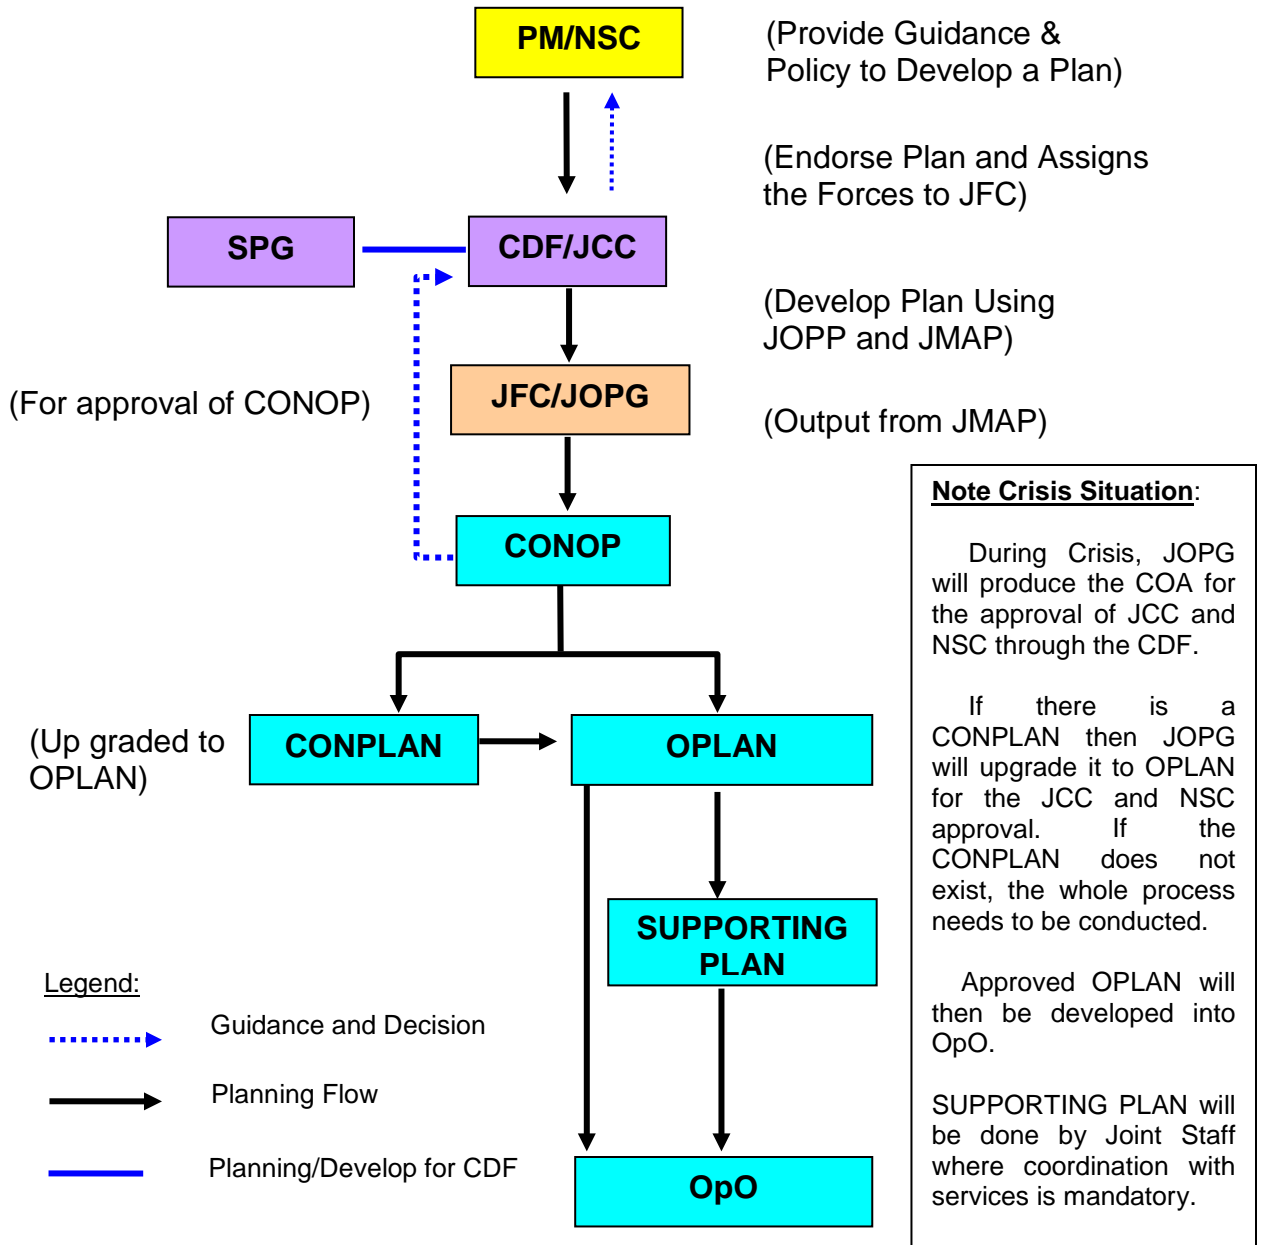 PM/NSC
(Provide Guidance &
Policy to Develop a Plan)
(Endorse Plan and Assigns
the Forces to JFC)
SPG
CDF/JCC
(Develop Plan Using
JOPP and JMAP)
(For approval of CONOP)
JFC/JOPG
(Output from JMAP)
CONOP
(Up graded to
OPLAN)
CONPLAN
OPLAN
SUPPORTING
PLAN
OpO
Legend:
Guidance and Decision
Planning Flow
Planning/Develop for CDF
Note Crisis Situation:
During Crisis, JOPG
will produce the COA for
the approval of JCC and
NSC through the CDF.
If there is a
CONPLAN then JOPG
will upgrade it to OPLAN
for the JCC and NSC
approval. If the
CONPLAN does not
exist, the whole process
needs to be conducted.
Approved OPLAN will
then be developed into
OpO.
SUPPORTING PLAN will
be done by Joint Staff
where coordination with
services is mandatory.